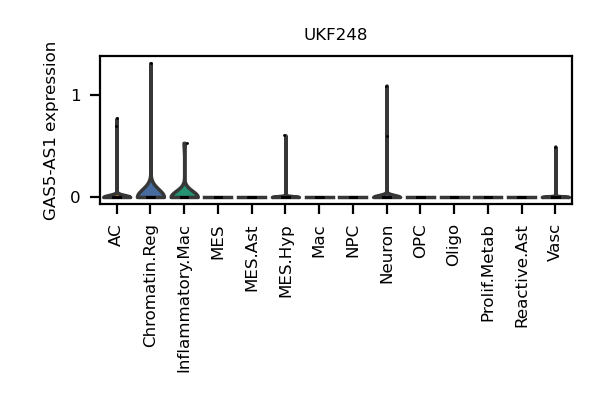 UKF248
GAS5-AS1 expression
1
0
AC
Chromatin.Reg
Inflammatory.Mac
MES
MES.Ast
MES.Hyp
Mac
NPC
Neuron
OPC
Oligo
Prolif.Metab
Reactive.Ast
Vasc